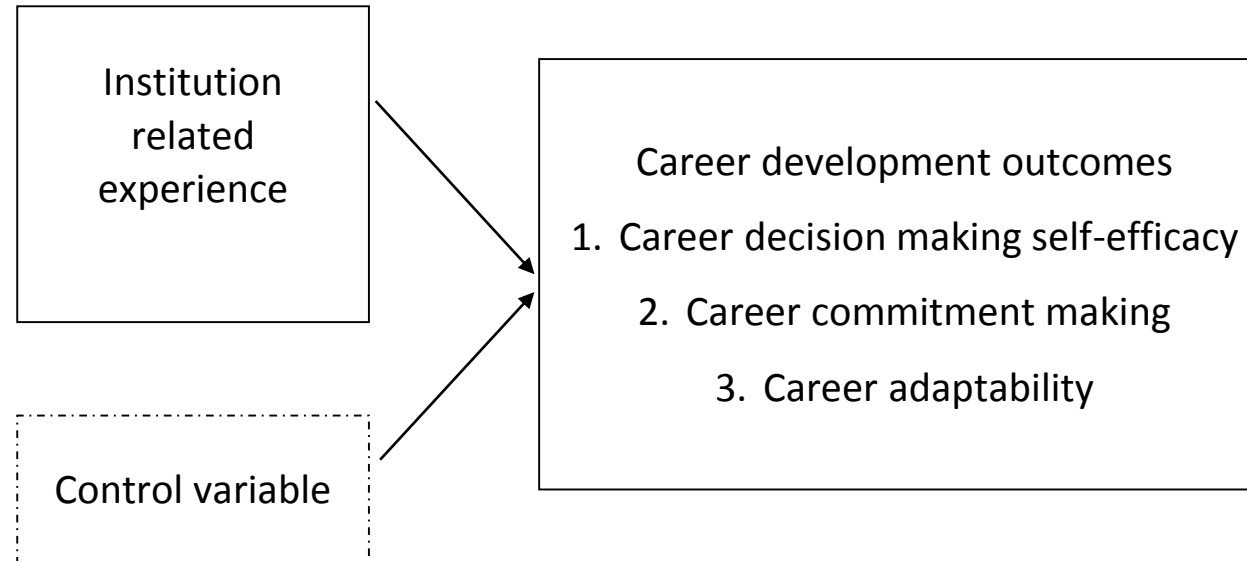 Institution
related
experience
Career development outcomes
1. Career decision making self-efficacy
2. Career commitment making
3. Career adaptability
Control variable